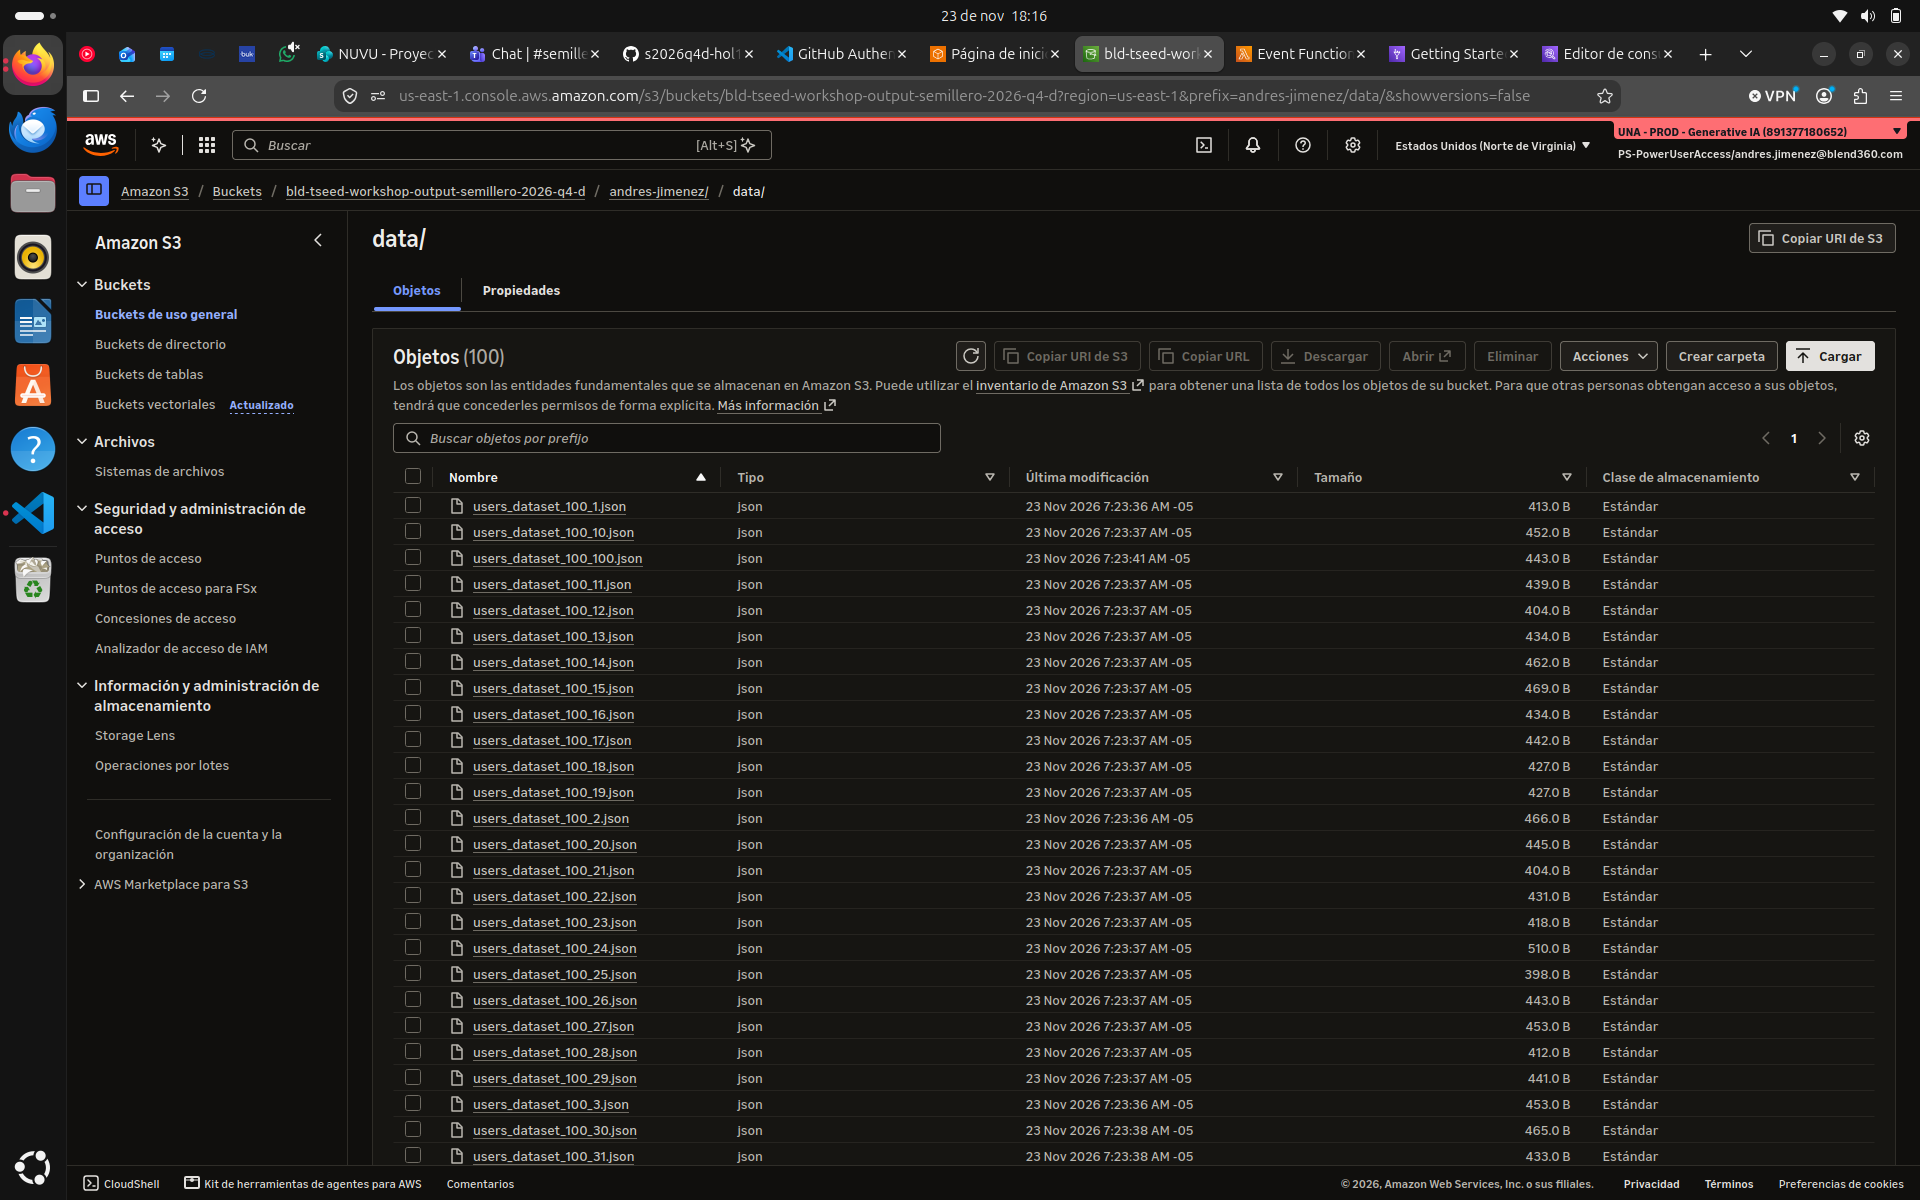 23 de nov 18:16
NUVU - Proyec
Chat | #semille
s2026q4d-hol1
GitHub Authen
Página de inici
bld-tseed-work
Event Function
Getting Starte
Editor de cons
us-east-1.console.aws.amazon.com/s3/buckets/bld-tseed-workshop-output-semillero-2026-q4-d?region=us-east-1&prefix=andres-jimenez/data/&showversions=false
VPN
aws
Buscar
[Alt+S]
Estados Unidos (Norte de Virginia)
UNA - PROD - Generative IA (891377180652)
PS-PowerUserAccess/andres.jimenez@blend360.com
Amazon S3 / Buckets / bld-tseed-workshop-output-semillero-2026-q4-d / andres-jimenez/ / data/
Amazon S3
Buckets
Buckets de uso general
Buckets de directorio
Buckets de tablas
Buckets vectoriales Actualizado
Archivos
Sistemas de archivos
Seguridad y administración de
acceso
Puntos de acceso
Puntos de acceso para FSx
Concesiones de acceso
Analizador de acceso de IAM
Información y administración de
almacenamiento
Storage Lens
Operaciones por lotes
Configuración de la cuenta y la
organización
AWS Marketplace para S3
data/
Copiar URI de S3
Objetos
Propiedades
Objetos (100)
Copiar URI de S3
Copiar URL
Descargar
Abrir
Eliminar
Acciones
Crear carpeta
Cargar
Los objetos son las entidades fundamentales que se almacenan en Amazon S3. Puede utilizar el inventario de Amazon S3 para obtener una lista de todos los objetos de su bucket. Para que otras personas obtengan acceso a sus objetos,
tendrá que concederles permisos de forma explícita. Más información
Buscar objetos por prefijo
1
Nombre Tipo Última modificación Tamaño Clase de almacenamiento
users_dataset_100_1.json json 23 Nov 2026 7:23:36 AM -05 413.0 B Estándar
users_dataset_100_10.json json 23 Nov 2026 7:23:37 AM -05 452.0 B Estándar
users_dataset_100_100.json json 23 Nov 2026 7:23:41 AM -05 443.0 B Estándar
users_dataset_100_11.json json 23 Nov 2026 7:23:37 AM -05 439.0 B Estándar
users_dataset_100_12.json json 23 Nov 2026 7:23:37 AM -05 404.0 B Estándar
users_dataset_100_13.json json 23 Nov 2026 7:23:37 AM -05 434.0 B Estándar
users_dataset_100_14.json json 23 Nov 2026 7:23:37 AM -05 462.0 B Estándar
users_dataset_100_15.json json 23 Nov 2026 7:23:37 AM -05 469.0 B Estándar
users_dataset_100_16.json json 23 Nov 2026 7:23:37 AM -05 434.0 B Estándar
users_dataset_100_17.json json 23 Nov 2026 7:23:37 AM -05 442.0 B Estándar
users_dataset_100_18.json json 23 Nov 2026 7:23:37 AM -05 427.0 B Estándar
users_dataset_100_19.json json 23 Nov 2026 7:23:37 AM -05 427.0 B Estándar
users_dataset_100_2.json json 23 Nov 2026 7:23:36 AM -05 466.0 B Estándar
users_dataset_100_20.json json 23 Nov 2026 7:23:37 AM -05 445.0 B Estándar
users_dataset_100_21.json json 23 Nov 2026 7:23:37 AM -05 404.0 B Estándar
users_dataset_100_22.json json 23 Nov 2026 7:23:37 AM -05 431.0 B Estándar
users_dataset_100_23.json json 23 Nov 2026 7:23:37 AM -05 418.0 B Estándar
users_dataset_100_24.json json 23 Nov 2026 7:23:37 AM -05 510.0 B Estándar
users_dataset_100_25.json json 23 Nov 2026 7:23:37 AM -05 398.0 B Estándar
users_dataset_100_26.json json 23 Nov 2026 7:23:37 AM -05 443.0 B Estándar
users_dataset_100_27.json json 23 Nov 2026 7:23:37 AM -05 453.0 B Estándar
users_dataset_100_28.json json 23 Nov 2026 7:23:37 AM -05 412.0 B Estándar
users_dataset_100_29.json json 23 Nov 2026 7:23:37 AM -05 441.0 B Estándar
users_dataset_100_3.json json 23 Nov 2026 7:23:36 AM -05 453.0 B Estándar
users_dataset_100_30.json json 23 Nov 2026 7:23:38 AM -05 465.0 B Estándar
users_dataset_100_31.json json 23 Nov 2026 7:23:38 AM -05 433.0 B Estándar
CloudShell
Kit de herramientas de agentes para AWS
Comentarios
© 2026, Amazon Web Services, Inc. o sus filiales.
Privacidad
Términos
Preferencias de cookies